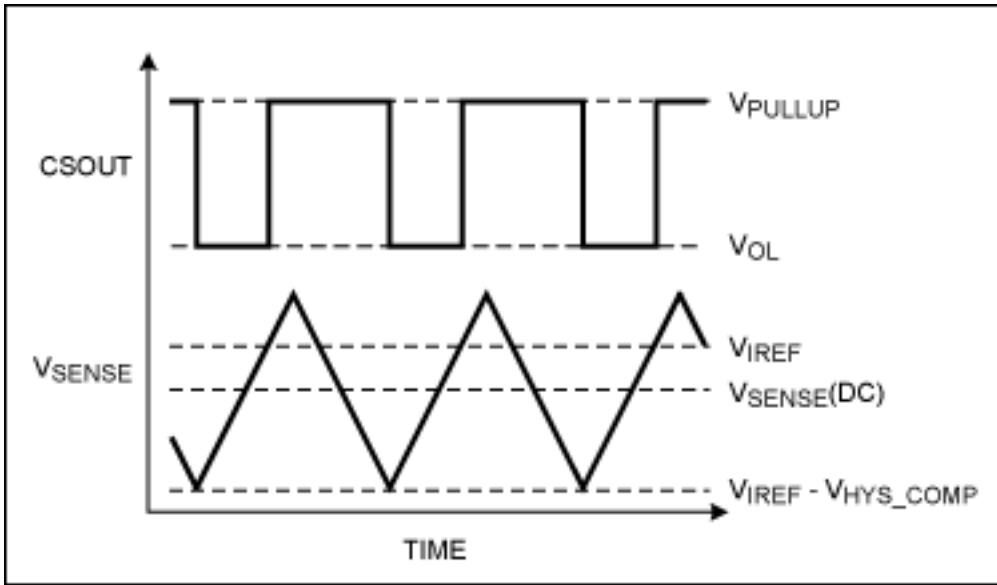 VPULLUP
CSOUT
VOL
VIREF
VSENSE
VSENSE(DC)
VIREF - VHYS_COMP
TIME